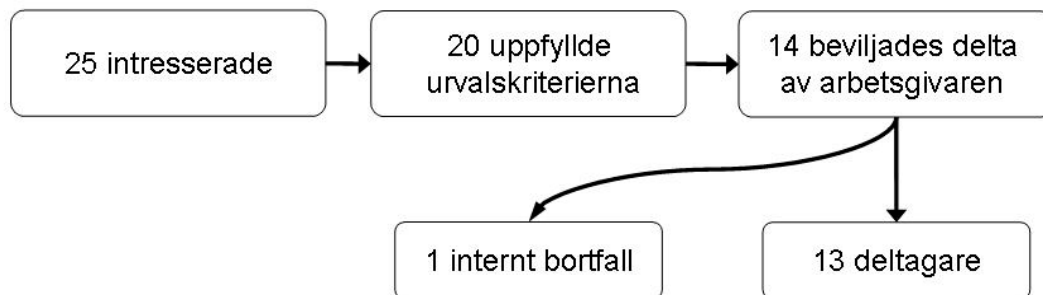 25 intresserade
20 uppfyllde
urvalskriterierna
14 beviljades delta
av arbetsgivaren
1 internt bortfall
13 deltagare